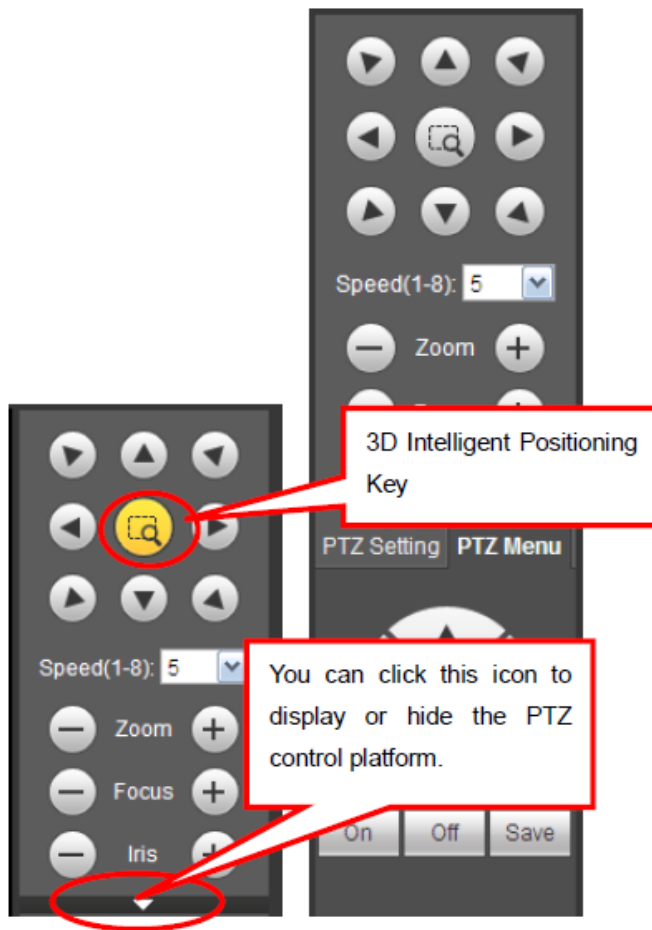 Speed(1-8): 5
Zoom
3D Intelligent Positioning
Key
PTZ Setting PTZ Menu
Speed(1-8): 5
You can click this icon to
display or hide the PTZ
control platform.
Zoom
Focus
Iris
On Off Save